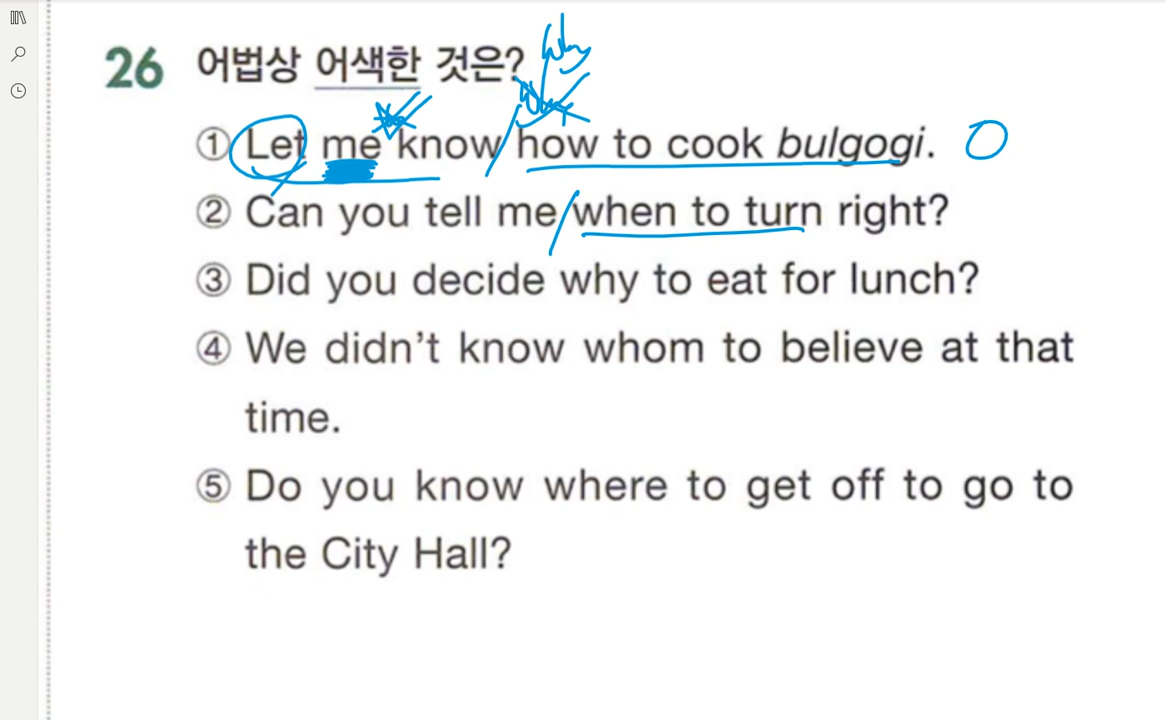 26 어법상 어색한 것은?
why
① Let me know how to cook bulgogi.
② Can you tell me when to turn right?
③ Did you decide why to eat for lunch?
④ We didn't know whom to believe at that
time.
⑤ Do you know where to get off to go to
the City Hall?